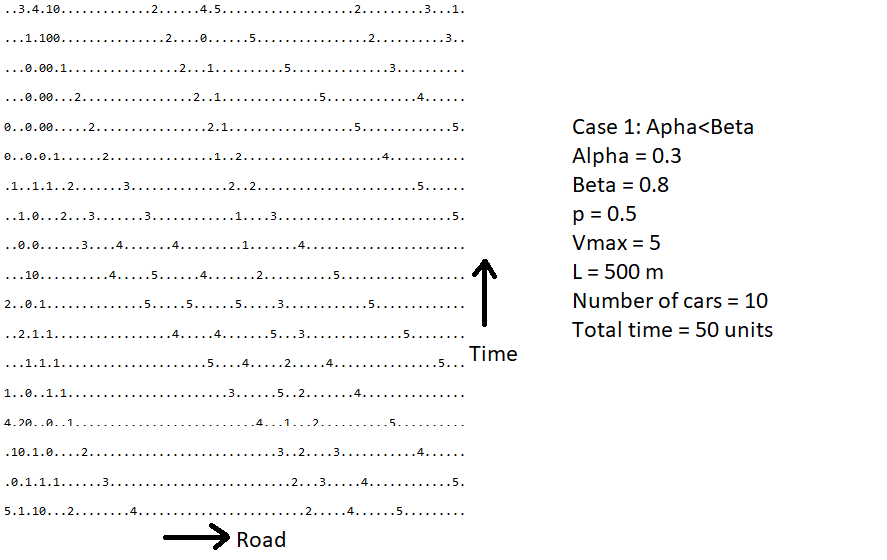 ..3.4.10.............2......4.5...................2.........3...1.
...1.100...............2....0......5................2..........3..
...0.00.1................2...1..........5..............3..........
...0.00...2................2..1..............5.............4......
0..0.00.....2................2.1..................5.............5.
0..0.0.1......2...............1..2....................4...........
.1..1.1..2.......3..............2..2.......................5......
..1.0...2...3.......3............1....3.........................5.
..0.0......3....4.......4.........1.......4.......................
...10..........4.....5......4.......2..........5..................
2..0.1..............5.....5......5.....3............5.............
..2.1.1.................4.....4.......5...3..............5........
...1.1.1.....................5....4.....2.....4...............5...
1..0..1.1.......................3......5..2.......4...............
4.20..0..1..........................4...1...2..........5..........
.10.1.0....2...........................3..2....3...........4......
.0.1.1.1......3..........................2...3.....4............5.
5.1.10...2........4........................2.....4......5.........
Road
Time
Case 1: Apha<Beta
Alpha = 0.3
Beta = 0.8
p = 0.5
Vmax = 5
L = 500 m
Number of cars = 10
Total time = 50 units